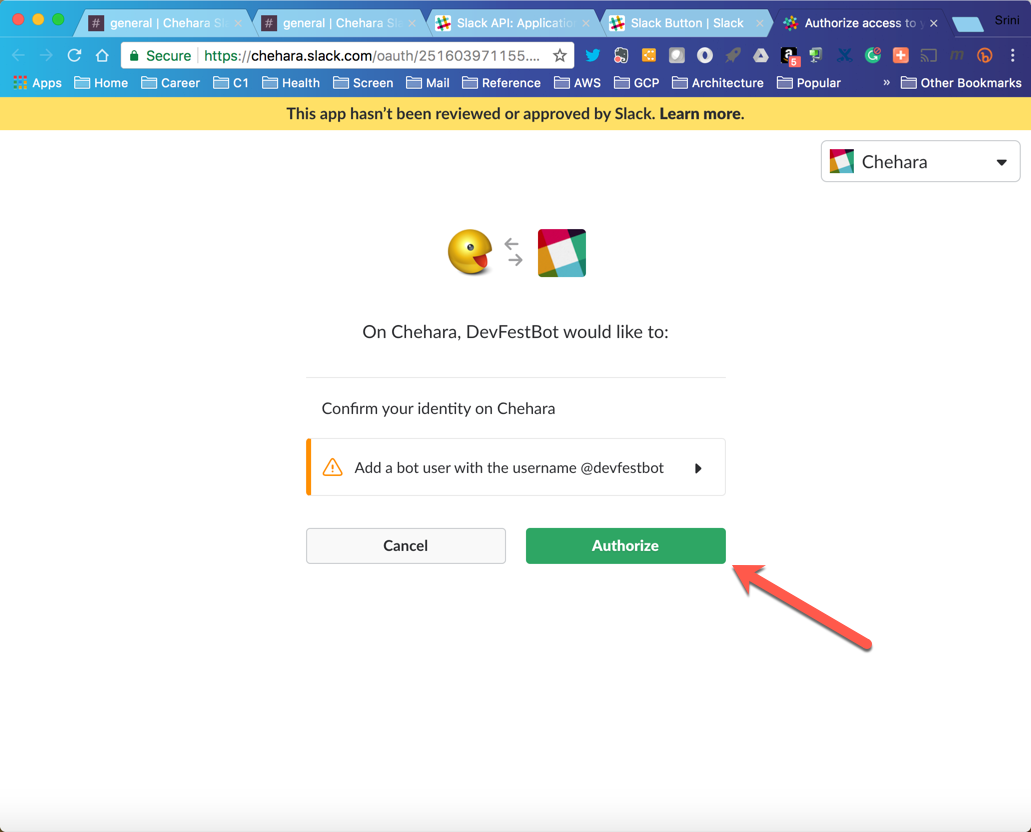 # general | Chehara Sl
# general | Chehara Sla
Slack API: Applicatio
Slack Button | Slack
Authorize access to y
Srini
Secure
https://chehara.slack.com/oauth/251603971155....
a
5
m
Apps
Home
Career
C1
Health
Screen
Mail
Reference
AWS
GCP
Architecture
Popular
»
Other Bookmarks
This app hasn’t been reviewed or approved by Slack. Learn more.
Chehara
On Chehara, DevFestBot would like to:
Confirm your identity on Chehara
Add a bot user with the username @devfestbot
Cancel
Authorize